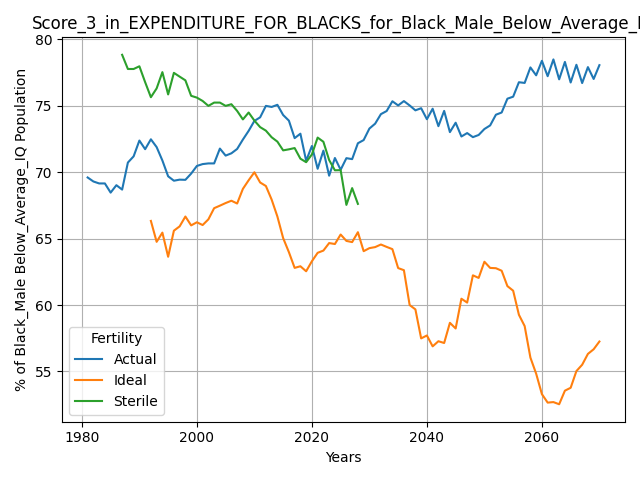 Score_3_in_EXPENDITURE_FOR_BLACKS_for_Black_Male_Below_Average_I
80
75
70
65
60
55
% of Black_Male Below_Average_IQ Population
Fertility
Actual
Ideal
Sterile
1980
2000
2020
2040
2060
Years